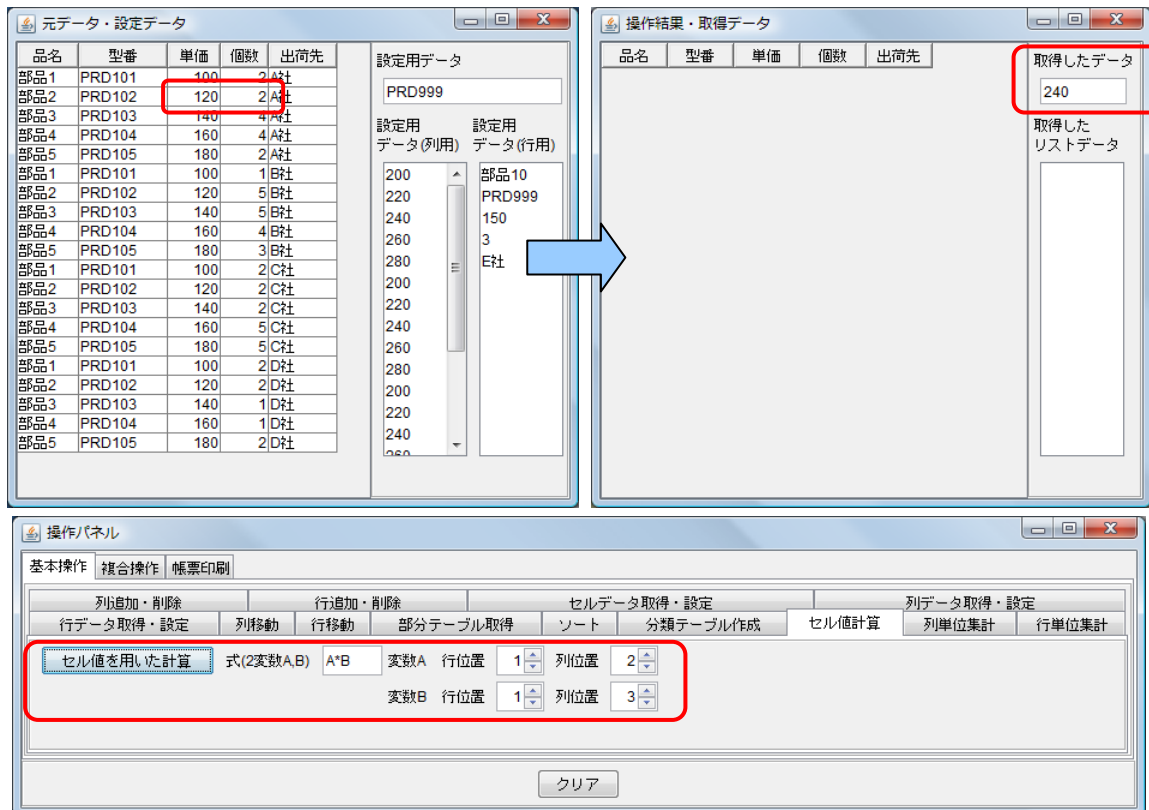 元データ・設定データ
品名 型番 単価 個数 出荷先
部品1 PRD101 100 2 A社
部品2 PRD102 120 2 A社
部品3 PRD103 140 4 A社
部品4 PRD104 160 4 A社
部品5 PRD105 180 2 A社
部品1 PRD101 100 1 B社
部品2 PRD102 120 5 B社
部品3 PRD103 140 5 B社
部品4 PRD104 160 4 B社
部品5 PRD105 180 3 B社
部品1 PRD101 100 2 C社
部品2 PRD102 120 2 C社
部品3 PRD103 140 2 C社
部品4 PRD104 160 5 C社
部品5 PRD105 180 5 C社
部品1 PRD101 100 2 D社
部品2 PRD102 120 2 D社
部品3 PRD103 140 1 D社
部品4 PRD104 160 1 D社
部品5 PRD105 180 2 D社
設定用データ
PRD999
設定用
データ(列用)
200
220
240
260
280
200
220
240
260
280
200
220
240
260
設定用
データ(行用)
部品10
PRD999
150
3
E社
操作結果・取得データ
品名 型番 単価 個数 出荷先
取得したデータ
240
取得した
リストデータ
操作パネル
基本操作 複合操作 帳票印刷
列追加・削除 行追加・削除 セルデータ取得・設定 列データ取得・設定
行データ取得・設定 列移動 行移動 部分テーブル取得 ソート 分類テーブル作成 セル値計算 列単位集計 行単位集計
セル値を用いた計算 式(2変数A,B) A*B 変数A 行位置 1 列位置 2
変数B 行位置 1 列位置 3
クリア